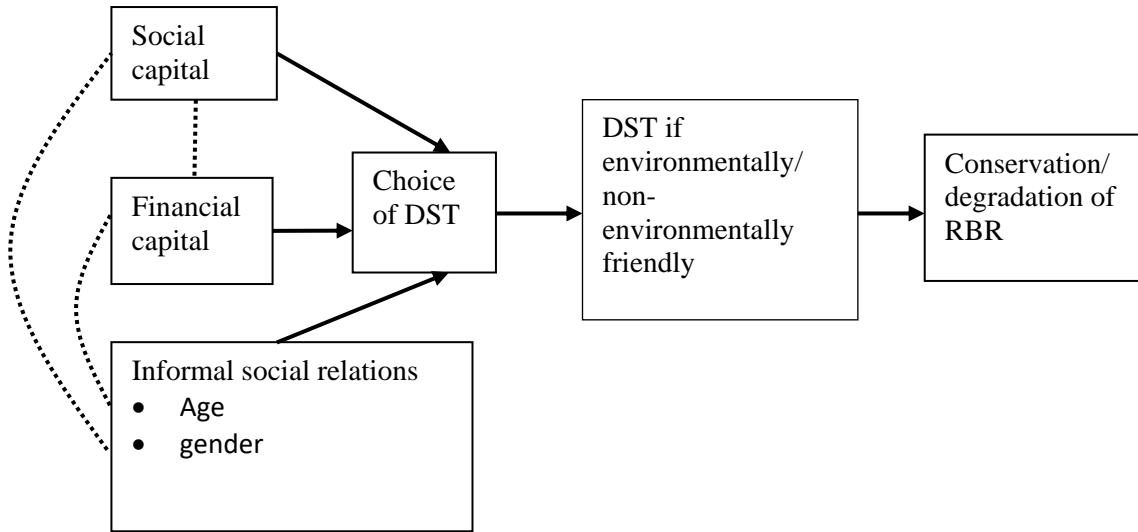 Social
capital
Financial
capital
Informal social relations
• Age
• gender
Choice
of DST
DST if
environmentally/
non-
environmentally
friendly
Conservation/
degradation of
RBR